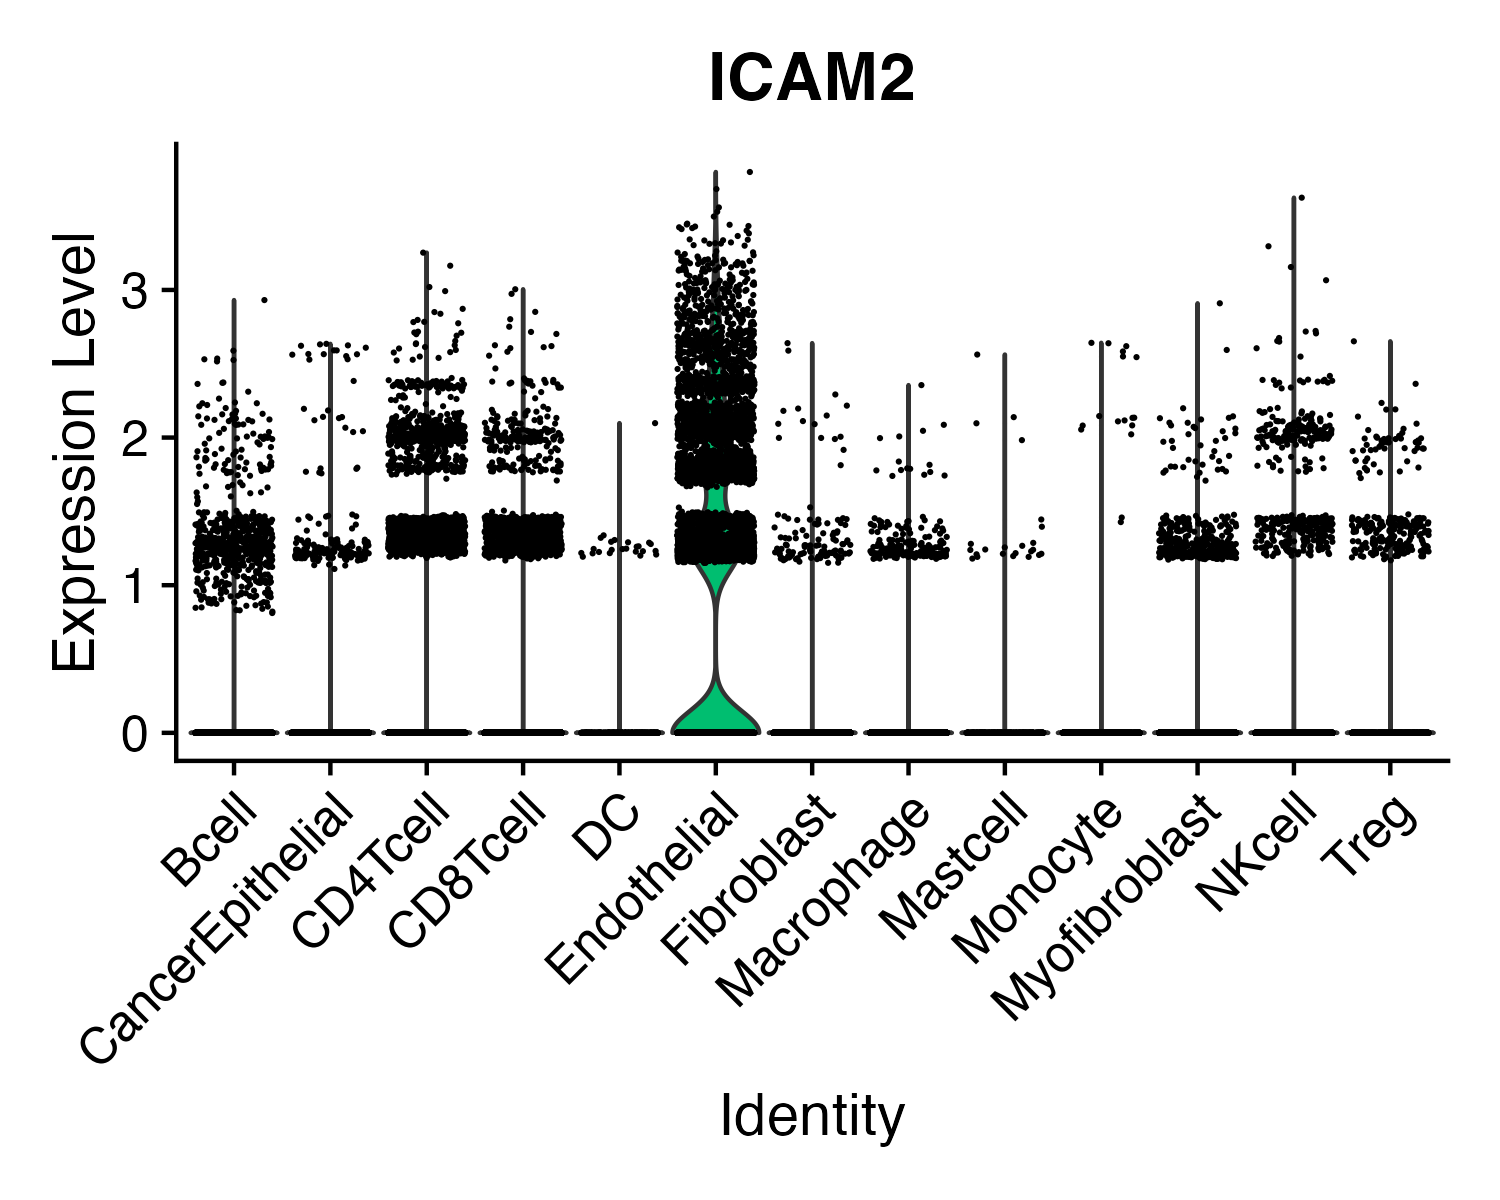 ICAM2
Expression Level
3
2
1
0
Bcell
CancerEpithelial
CD4Tcell
CD8Tcell
DC
Endothelial
Fibroblast
Macrophage
Mastcell
Monocyte
Myofibroblast
NKcell
Treg
Identity